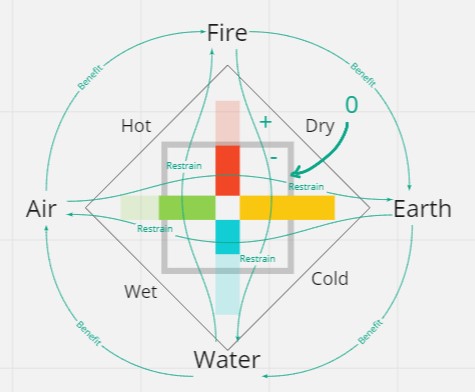 Fire
Benefit
Benefit
0
Hot
+
Dry
-
Restrain
Restrain
Air
Earth
Restrain
Restrain
Wet
Cold
Benefit
Benefit
Water